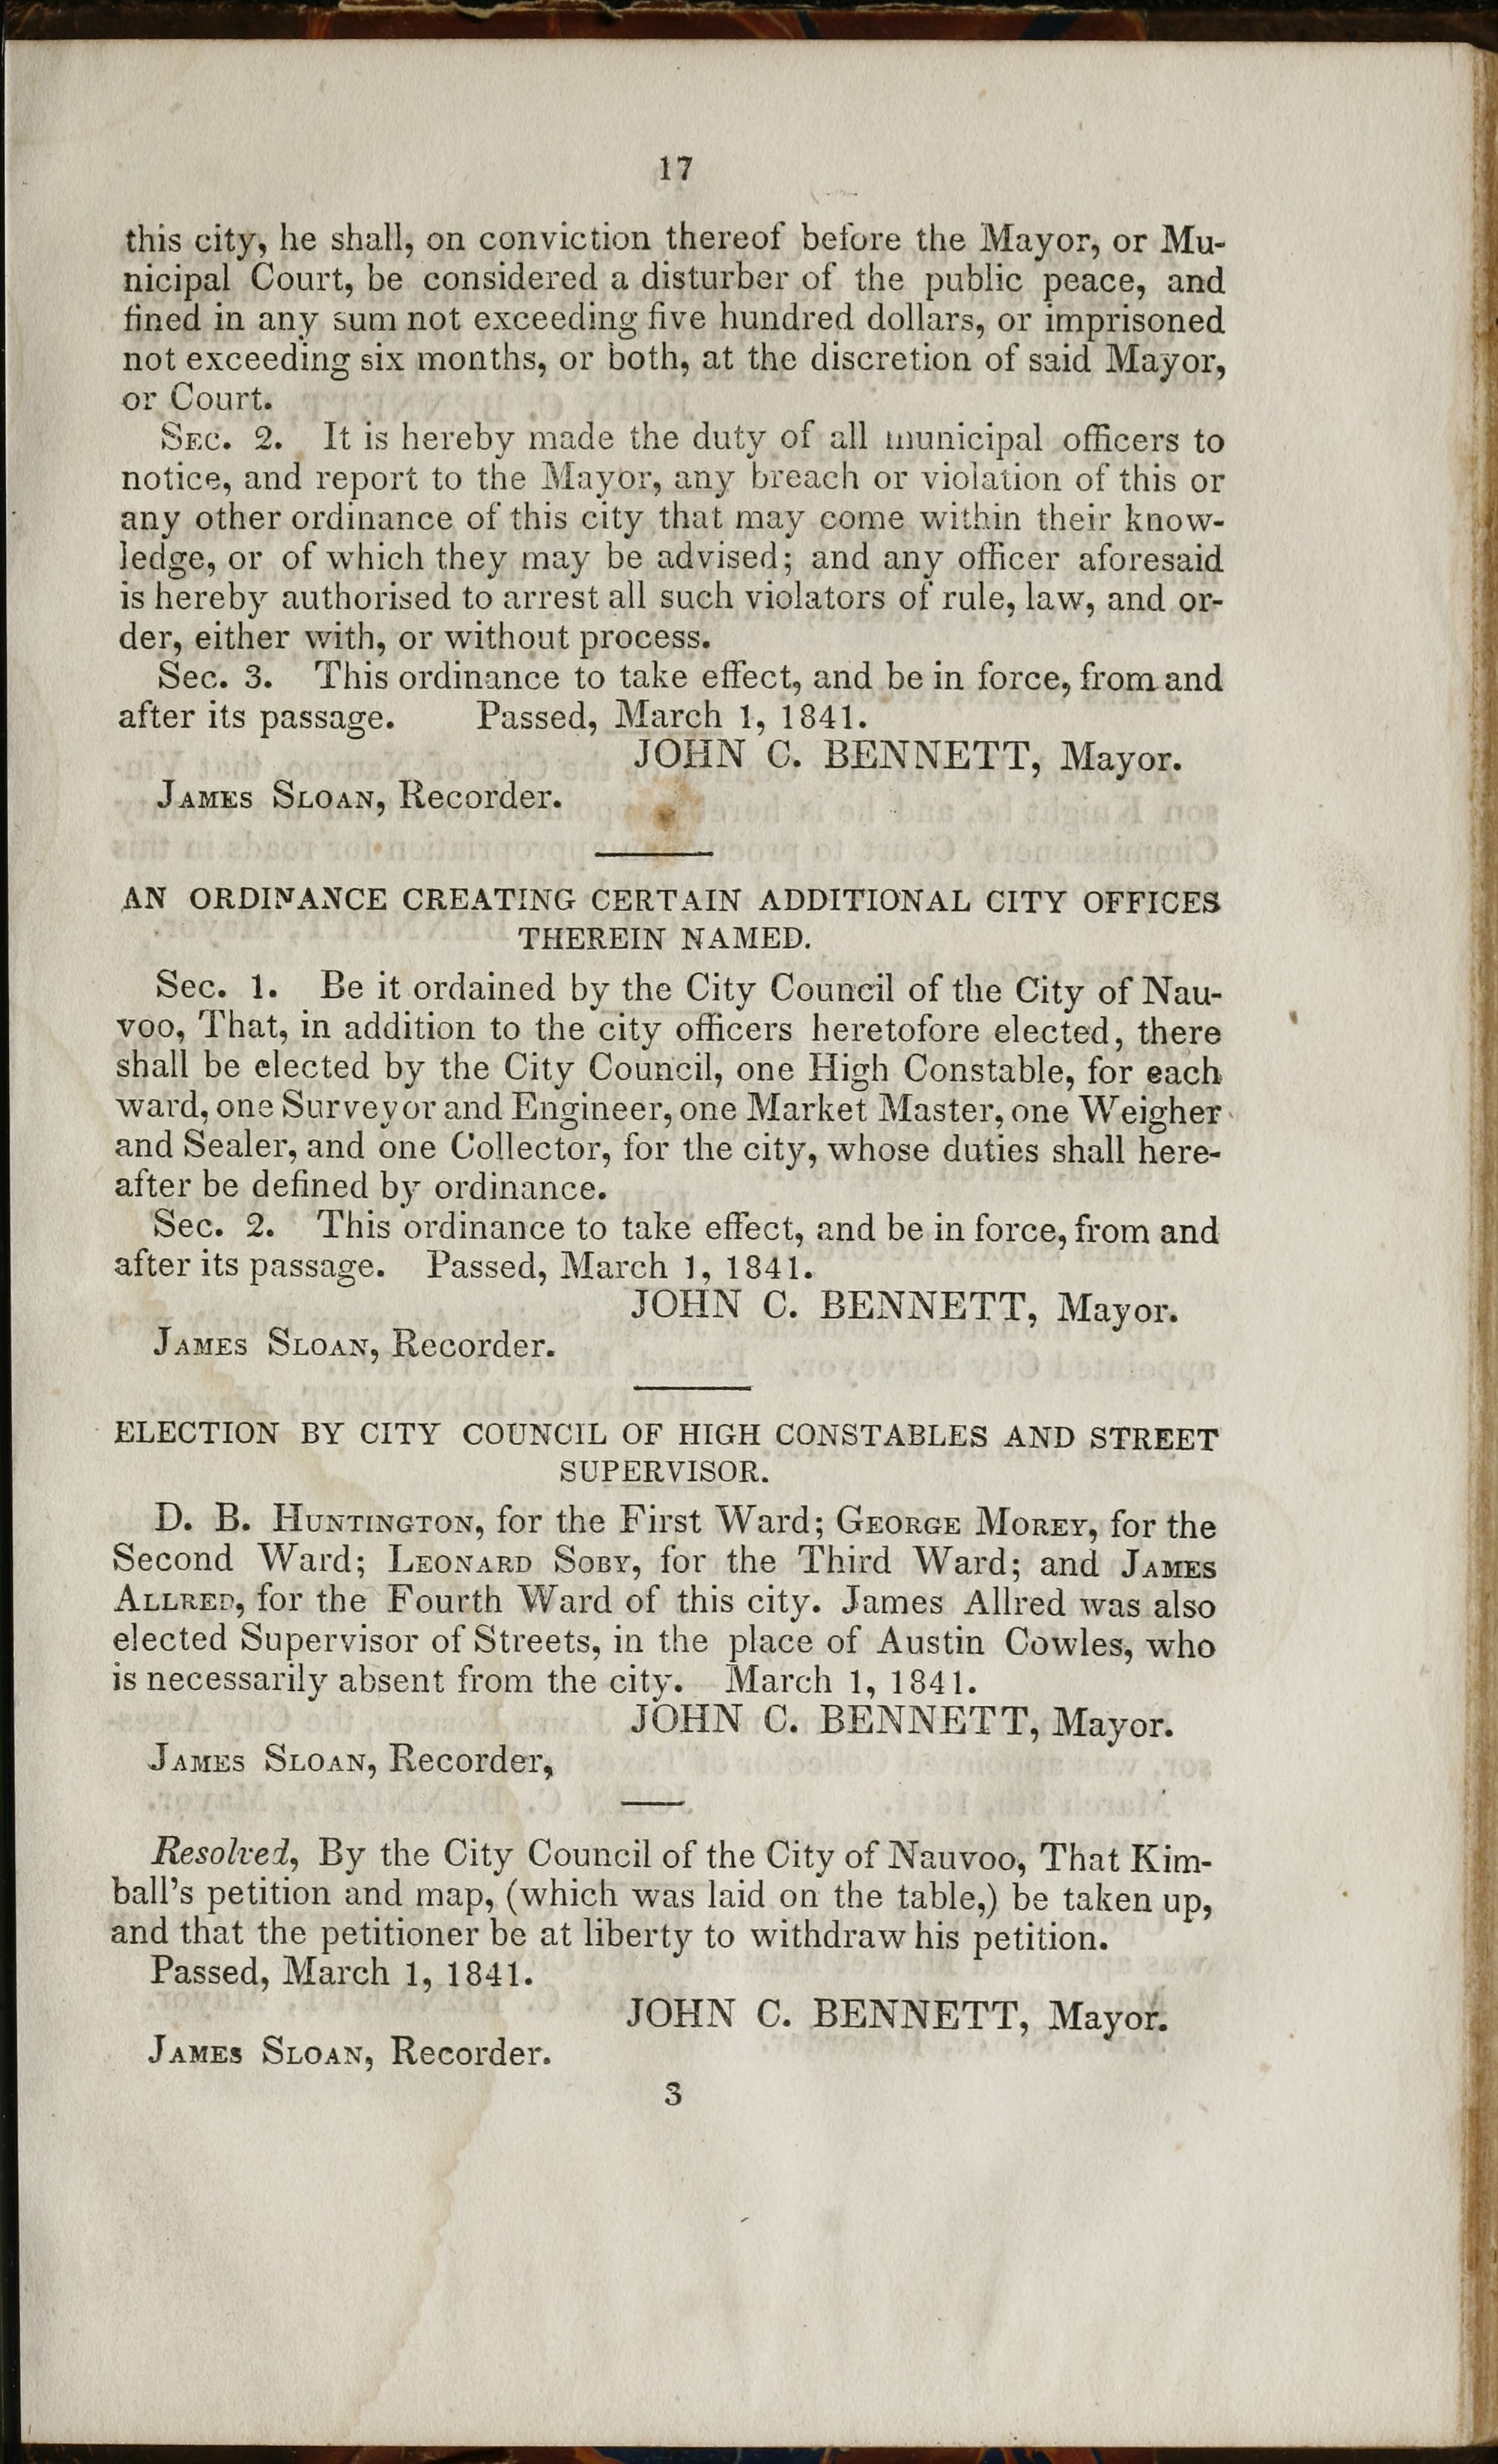 17
this city, he shall, on conviction thereof before the Mayor, or Mu-
nicipal Court, be considered a disturber of the public peace, and
fined in any sum not exceeding five hundred dollars, or imprisoned
not exceeding six months, or both, at the discretion of said Mayor,
or Court.
SEC. 2. It is hereby made the duty of all municipal officers to
notice, and report to the Mayor, any breach or violation of this or
any other ordinance of this city that may come within their know-
ledge, or of which they may be advised; and any officer aforesaid
is hereby authorised to arrest all such violators of rule, law, and or-
der, either with, or without process.
Sec. 3. This ordinance to take effect, and be in force, from and
after its passage. Passed, March 1, 1841.
JOHN C. BENNETT, Mayor.
JAMES SLOAN, Recorder.
AN ORDINANCE CREATING CERTAIN ADDITIONAL CITY OFFICES
THEREIN NAMED.
Sec. 1. Be it ordained by the City Council of the City of Nau-
voo, That, in addition to the city officers heretofore elected, there
shall be elected by the City Council, one High Constable, for each
ward, one Surveyor and Engineer, one Market Master, one Weigher
and Sealer, and one Collector, for the city, whose duties shall here-
after be defined by ordinance.
Sec. 2. This ordinance to take effect, and be in force, from and
after its passage. Passed, March 1, 1841.
JOHN C. BENNETT, Mayor.
JAMES SLOAN, Recorder.
ELECTION BY CITY COUNCIL OF HIGH CONSTABLES AND STREET
SUPERVISOR.
D. B. HUNTINGTON, for the First Ward; GEORGE MOREY, for the
Second Ward; LEONARD SOBY, for the Third Ward; and JAMES
ALLRED, for the Fourth Ward of this city. James Allred was also
elected Supervisor of Streets, in the place of Austin Cowles, who
is necessarily absent from the city. March 1, 1841.
JOHN C. BENNETT, Mayor.
JAMES SLOAN, Recorder,
Resolved, By the City Council of the City of Nauvoo, That Kim-
ball's petition and map, (which was laid on the table,) be taken up,
and that the petitioner be at liberty to withdraw his petition.
Passed, March 1, 1841.
JOHN C. BENNETT, Mayor.
JAMES SLOAN, Recorder.
3